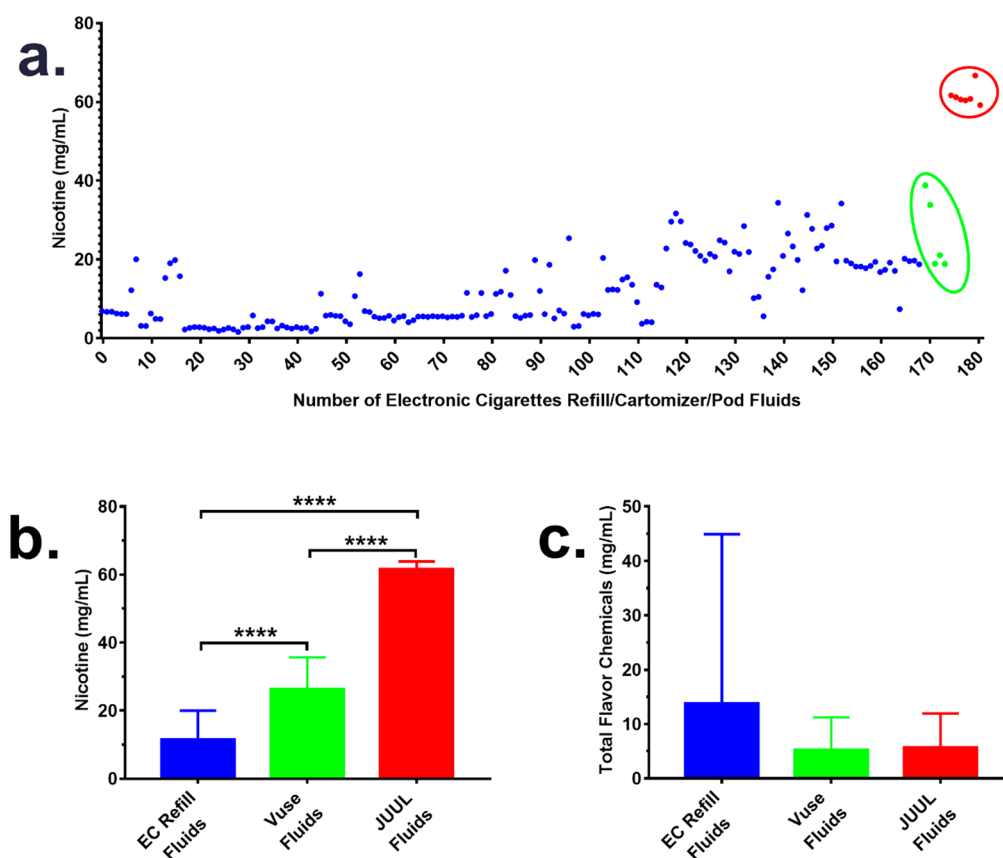 a.
Nicotine (mg/mL)
80
60
40
20
0
0 10 20 30 40 50 60 70 80 90 100 110 120 130 140 150 160 170 180
Number of Electronic Cigarettes Refill/Cartomizer/Pod Fluids
b.
Nicotine (mg/mL)
80
60
40
20
0
****
****
****
EC Refill
Fluids
Vuse
Fluids
JUUL
Fluids
c.
Total Flavor Chemicals (mg/mL)
50
40
30
20
15
10
5
0
EC Refill
Fluids
Vuse
Fluids
JUUL
Fluids